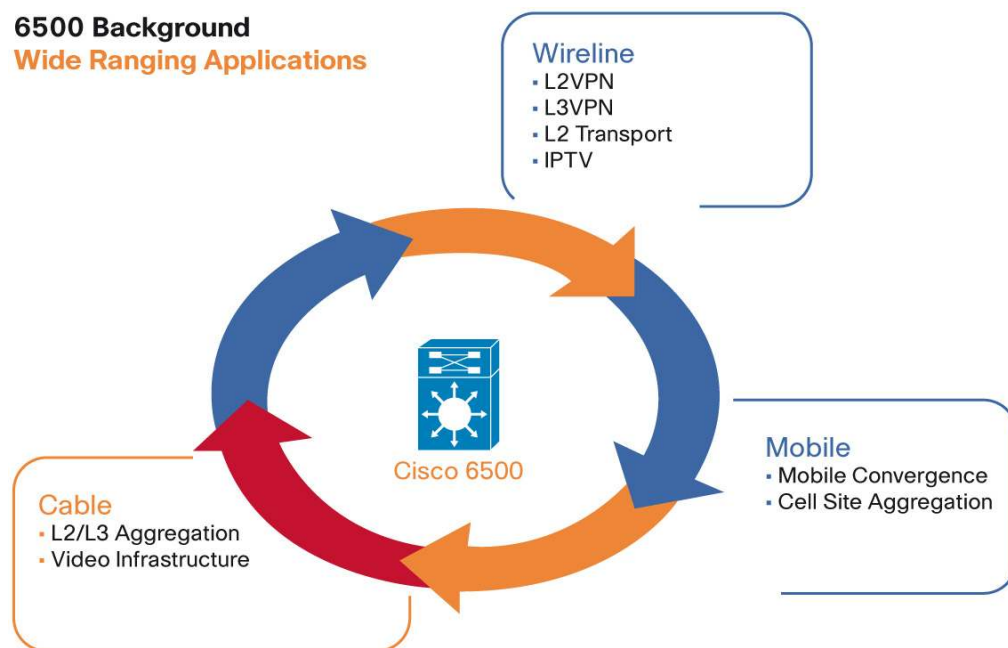 6500 Background
Wide Ranging Applications
Wireline
▪ L2VPN
▪ L3VPN
▪ L2 Transport
▪ IPTV
Cisco 6500
Mobile
▪ Mobile Convergence
▪ Cell Site Aggregation
Cable
▪ L2/L3 Aggregation
▪ Video Infrastructure